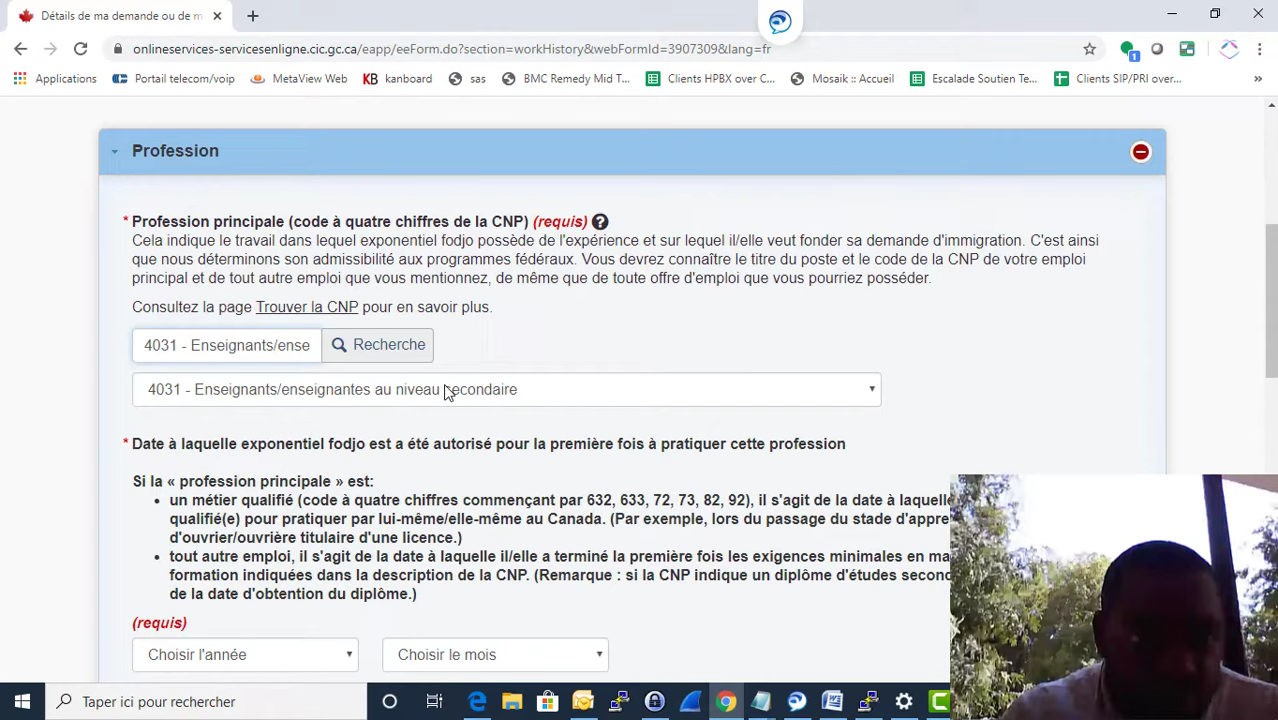 Détails de ma demande ou de m
onlineservices-servicesenligne.cic.gc.ca/eapp/eeForm.do?section=workHistory&webFormId=3907309&lang=fr
Applications
Portail telecom/voip
MetaView Web
KB kanboard
sas
BMC Remedy Mid T...
Clients HPBX over C...
Mosaik :: Accueil
Escalade Soutien Te...
Clients SIP/PRI over...
Profession
* Profession principale (code à quatre chiffres de la CNP) (requis) ?
Cela indique le travail dans lequel exponentiel fodjo possède de l'expérience et sur lequel il/elle veut fonder sa demande d'immigration. C'est ainsi
que nous déterminons son admissibilité aux programmes fédéraux. Vous devrez connaître le titre du poste et le code de la CNP de votre emploi
principal et de tout autre emploi que vous mentionnez, de même que de toute offre d'emploi que vous pourriez posséder.
Consultez la page Trouver la CNP pour en savoir plus.
4031 - Enseignants/ense
Recherche
4031 - Enseignants/enseignantes au niveau secondaire
* Date à laquelle exponentiel fodjo est a été autorisé pour la première fois à pratiquer cette profession
Si la « profession principale » est:
• un métier qualifié (code à quatre chiffres commençant par 632, 633, 72, 73, 82, 92), il s'agit de la date à laquelle
qualifié(e) pour pratiquer par lui-même/elle-même au Canada. (Par exemple, lors du passage du stade d'appre
d'ouvrier/ouvrière titulaire d'une licence.)
• tout autre emploi, il s'agit de la date à laquelle il/elle a terminé la première fois les exigences minimales en ma
formation indiquées dans la description de la CNP. (Remarque : si la CNP indique un diplôme d'études second
de la date d'obtention du diplôme.)
(requis)
Choisir l'année
Choisir le mois
Taper ici pour rechercher